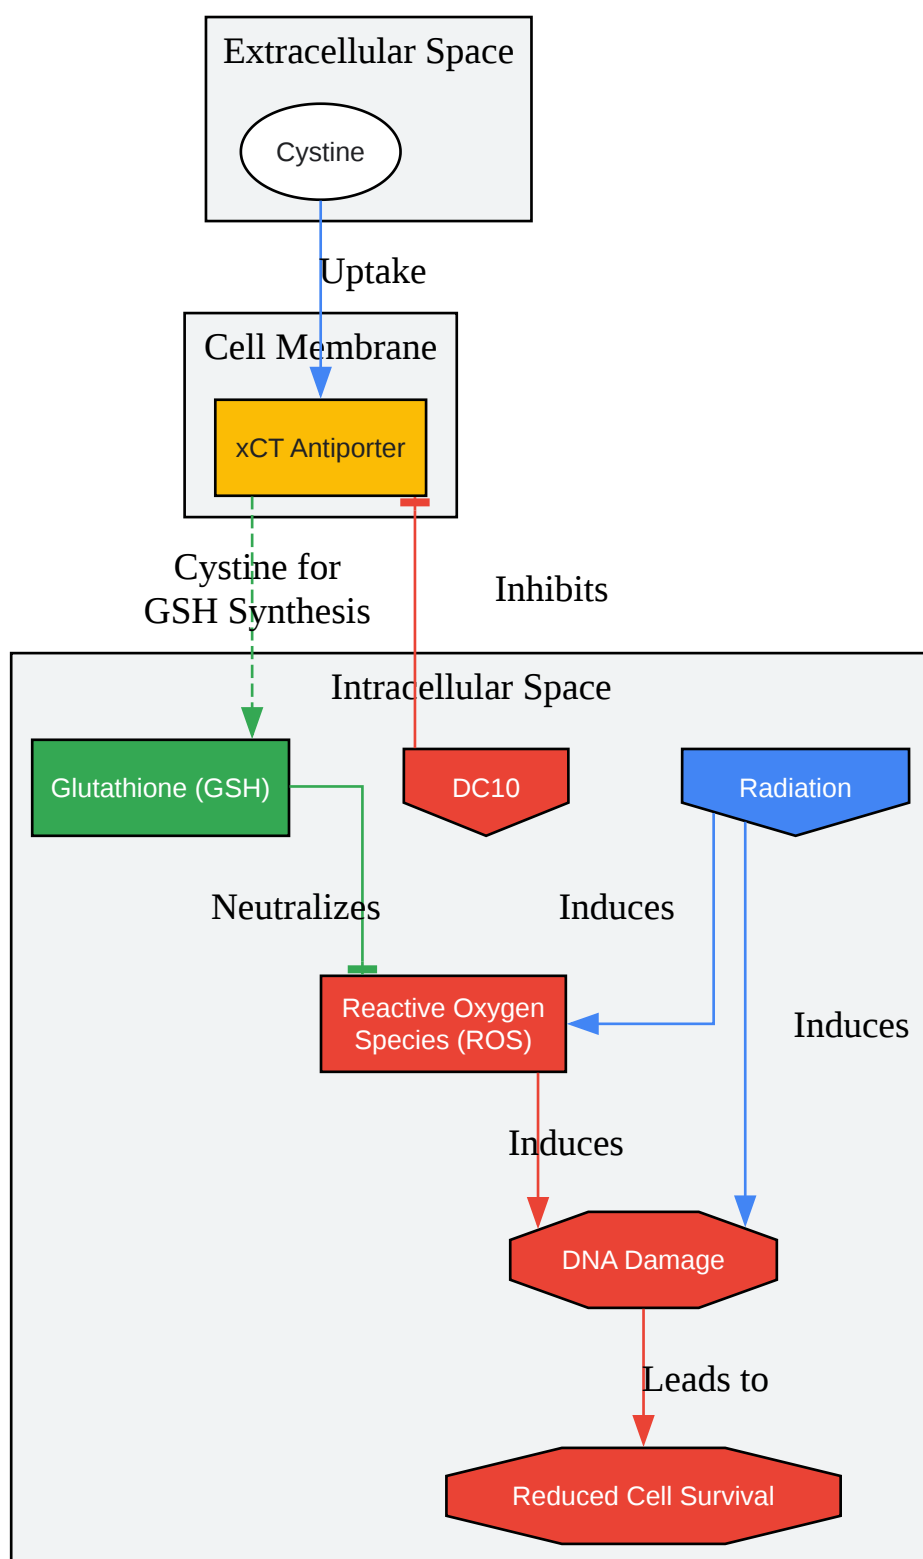 Extracellular Space
Cystine
Uptake
Cell Membrane
xCT Antiporter
Cystine for
GSH Synthesis
Inhibits
Intracellular Space
Glutathione (GSH)
DC10
Radiation
Neutralizes
Induces
Reactive Oxygen
Species (ROS)
Induces
Induces
DNA Damage
Leads to
Reduced Cell Survival